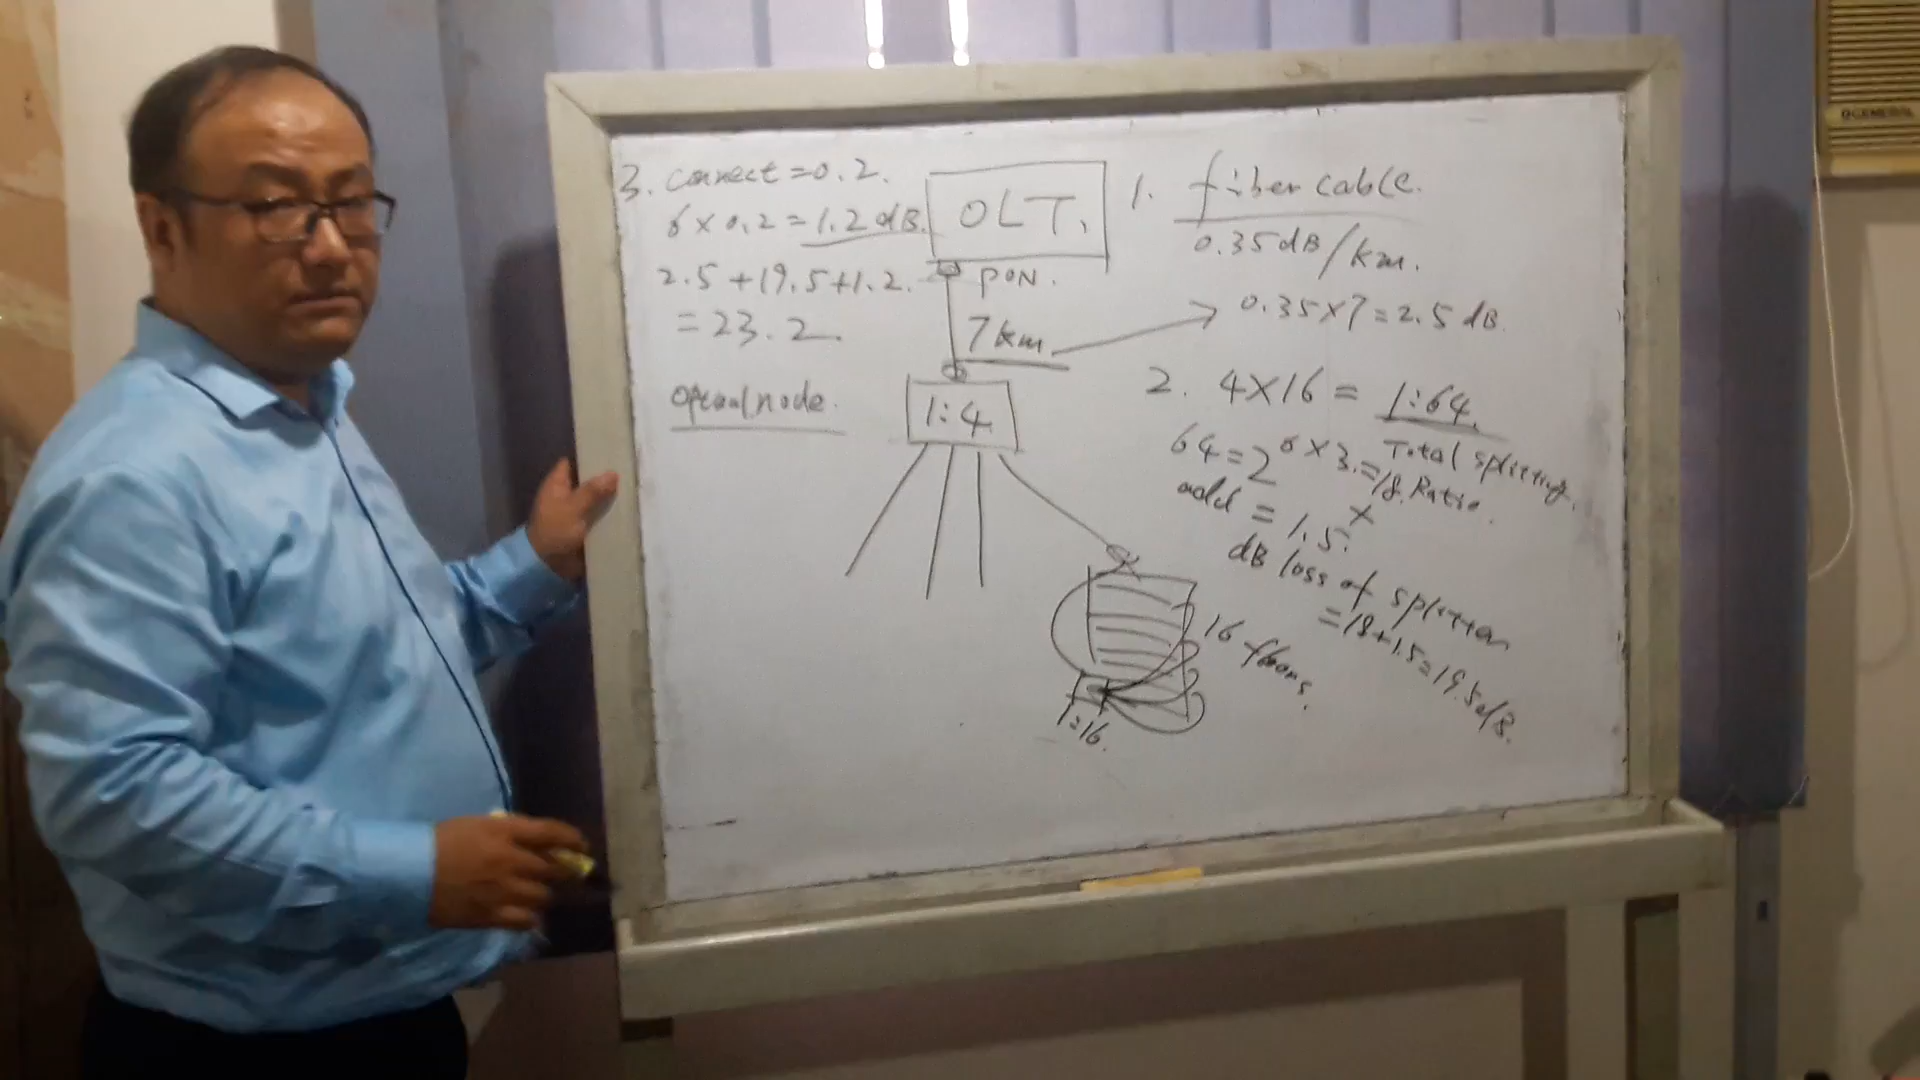 3. connect = 0.2.
6 x 0.2 = 1.2 dB.
2.5 + 19.5 + 1.2.
= 23.2.
OLT.
PON.
7 km
1:4
1. fiber cable.
0.35 dB/km.
0.35 x 7 = 2.5 dB.
2. 4 x 16 = 1:64.
Total splitting
Ratio.
64 = 2^6 x 3 = 18.
add = 1.5.
dB loss of splitter
= 18 + 1.5 = 19.5 dB.
16 floors.
1:16.
node.
OGENERAL